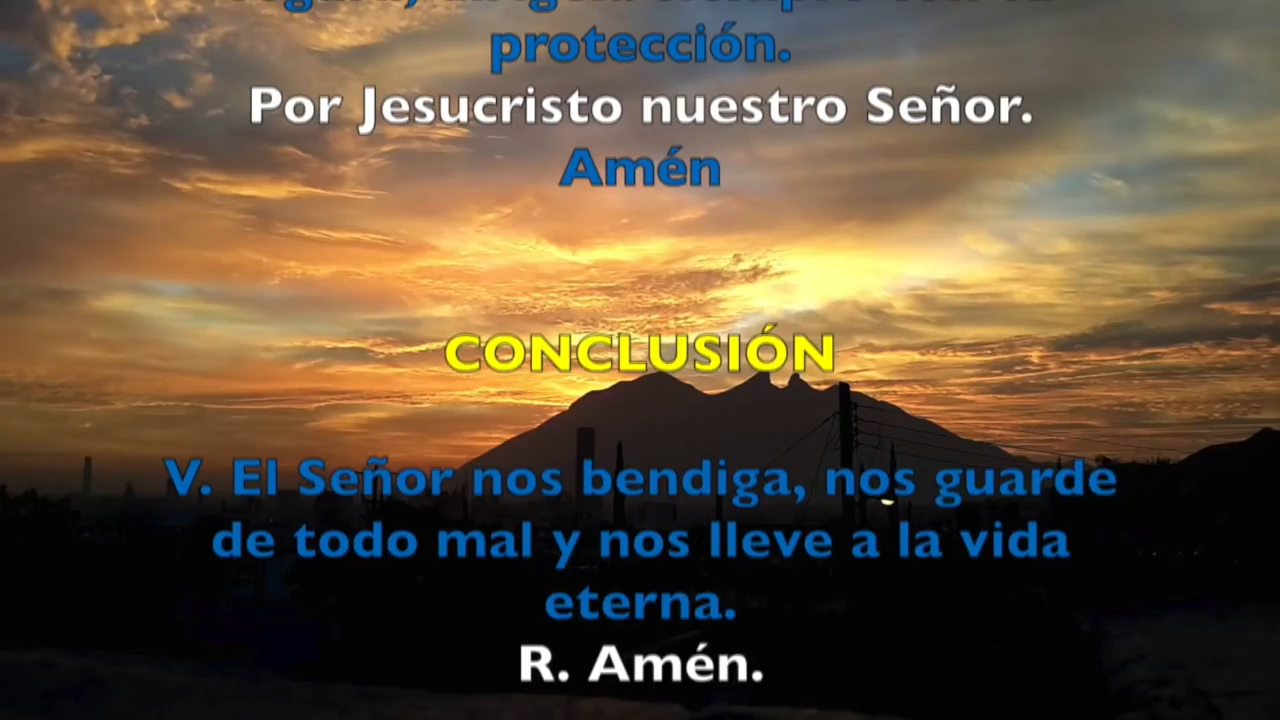 protección.
Por Jesucristo nuestro Señor.
Amén
CONCLUSIÓN
V. El Señor nos bendiga, nos guarde
de todo mal y nos lleve a la vida
eterna.
R. Amén.